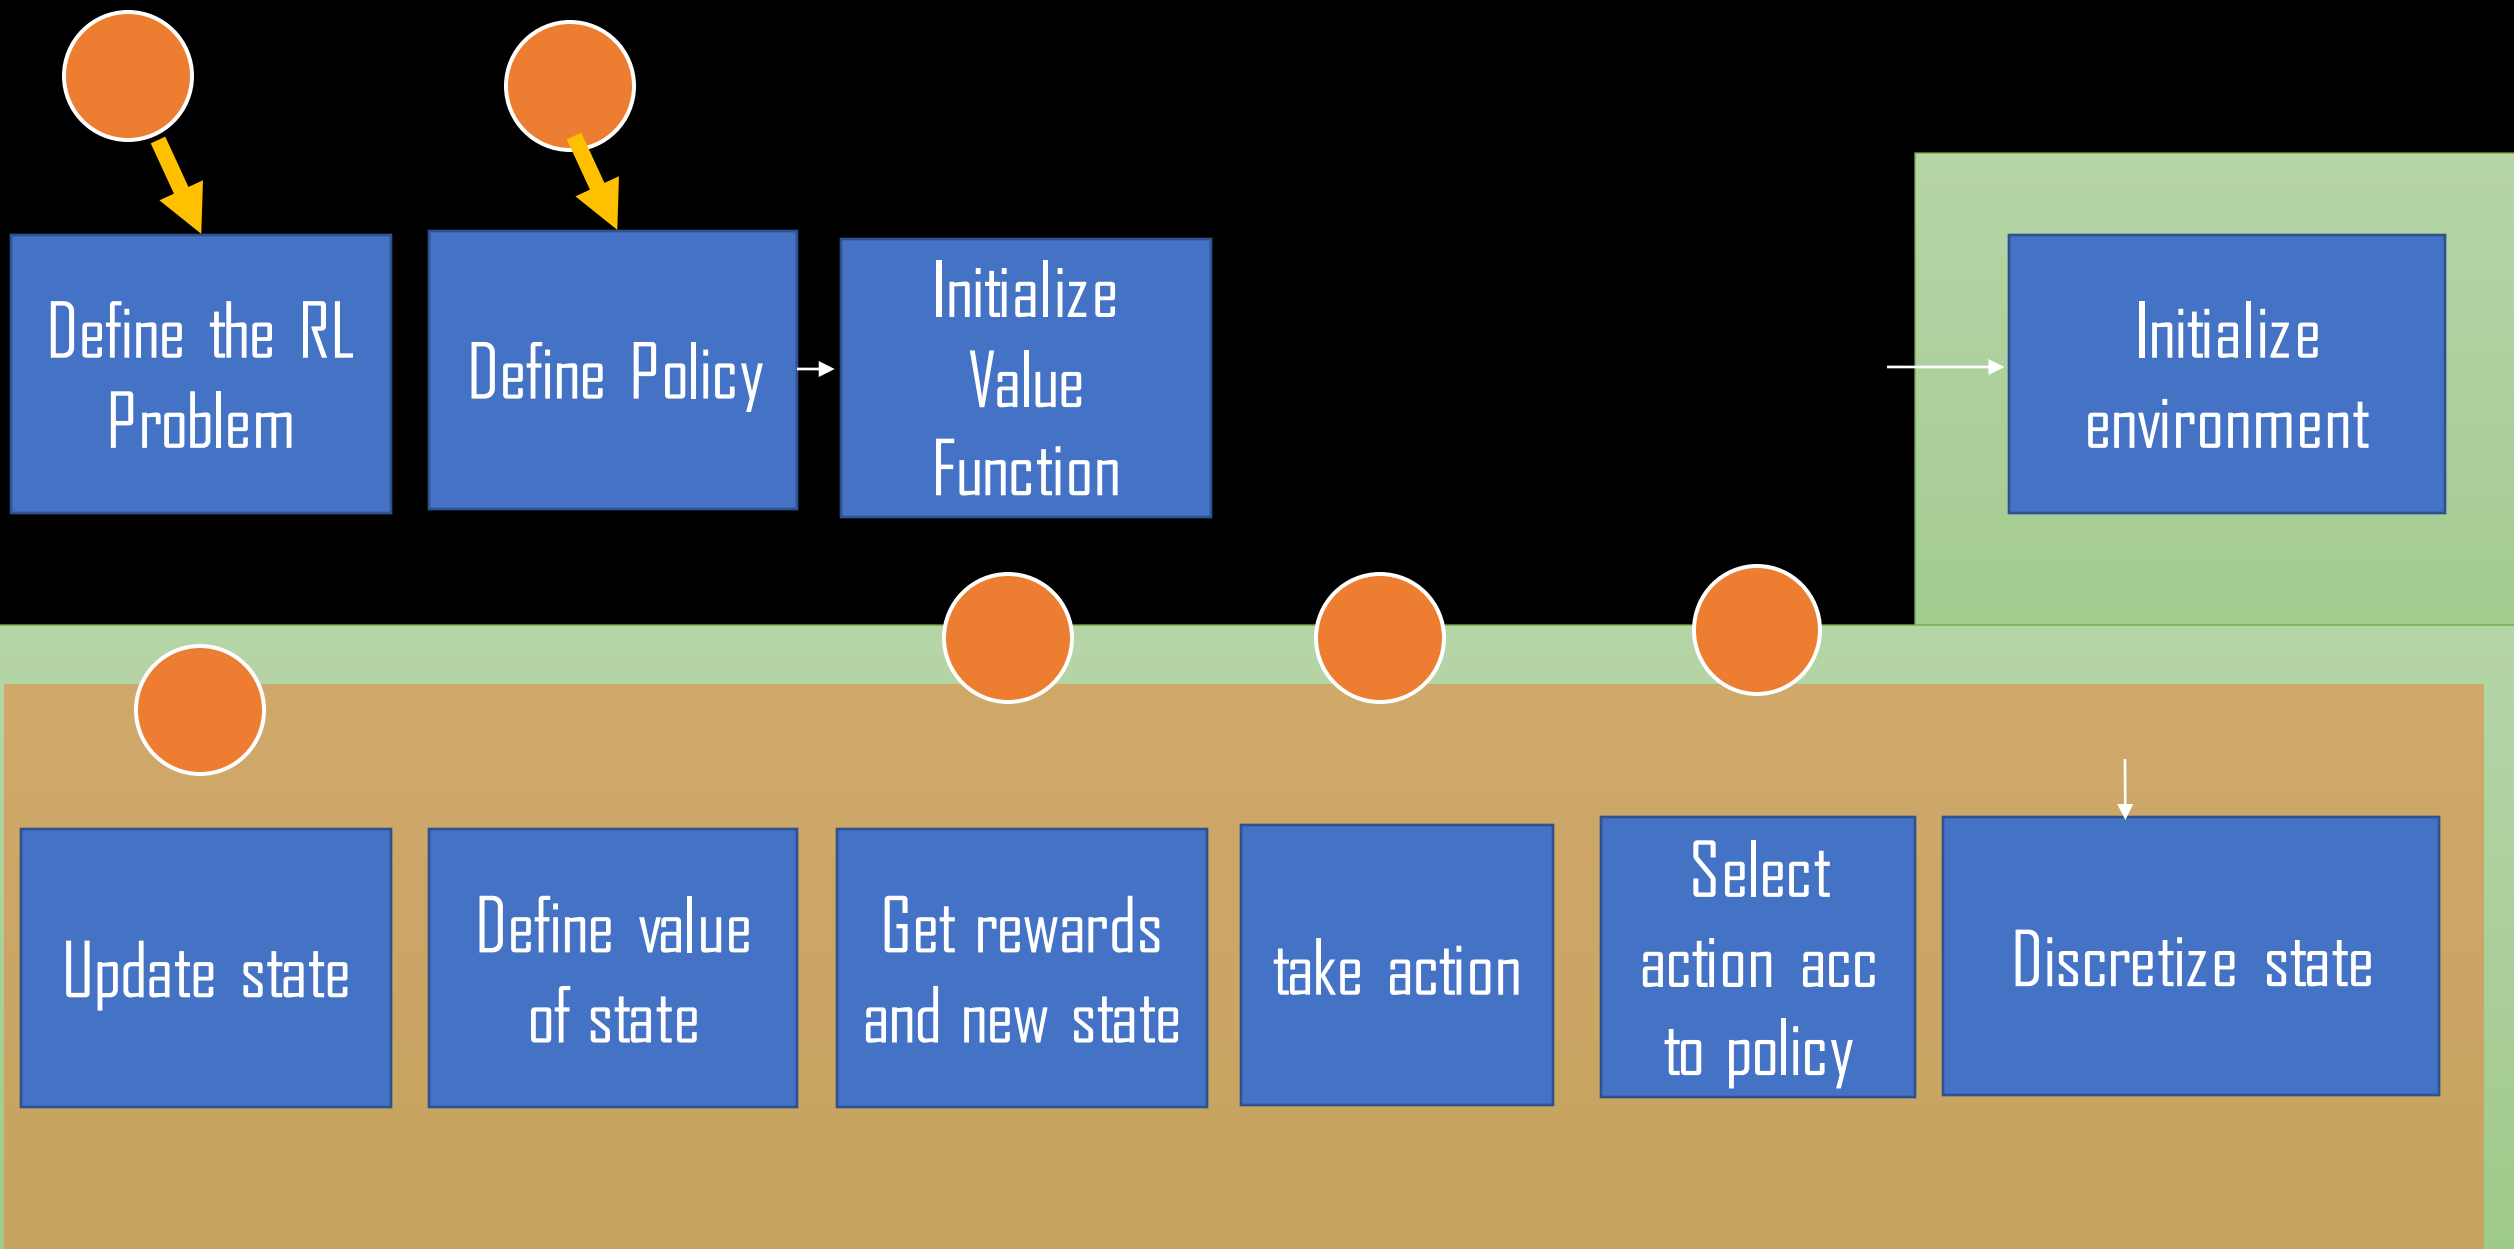 Define the RL
Problem
Define Policy
Initialize
Value
Function
Initialize
environment
Update state
Define value
of state
Get rewards
and new state
take action
Select
action acc
to policy
Discretize state